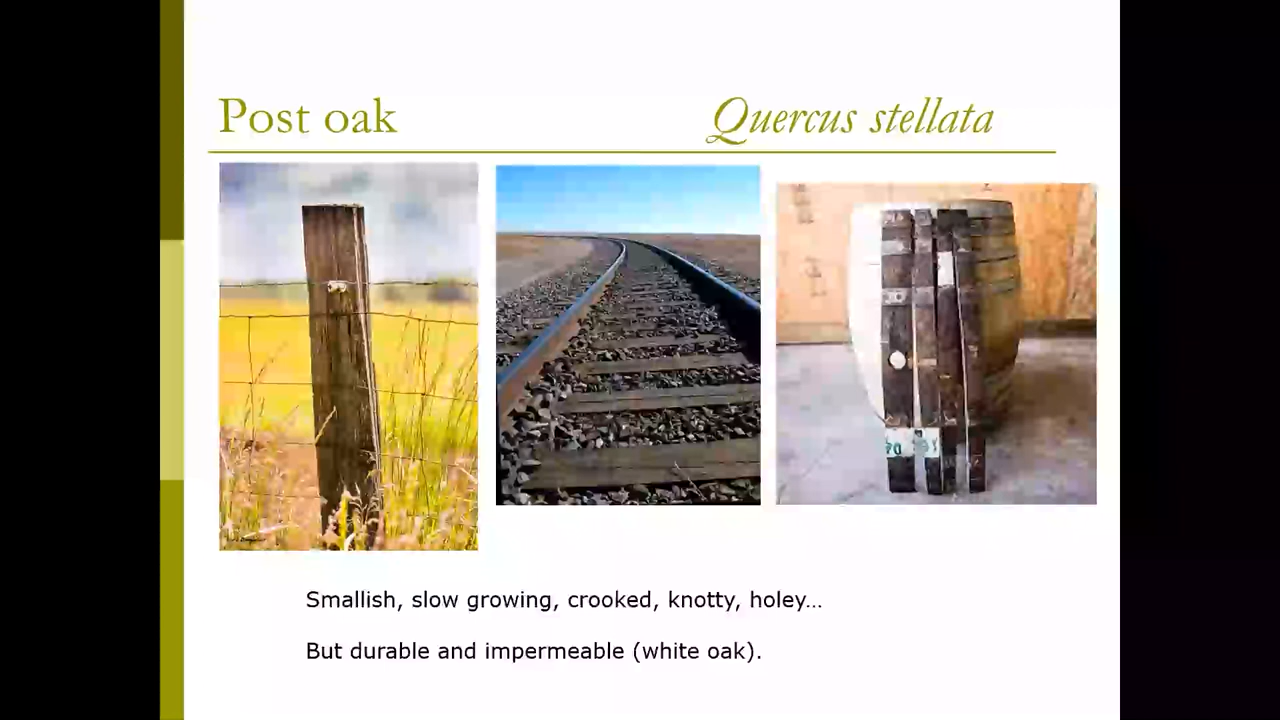 Post oak
Quercus stellata
Smallish, slow growing, crooked, knotty, holey…
But durable and impermeable (white oak).